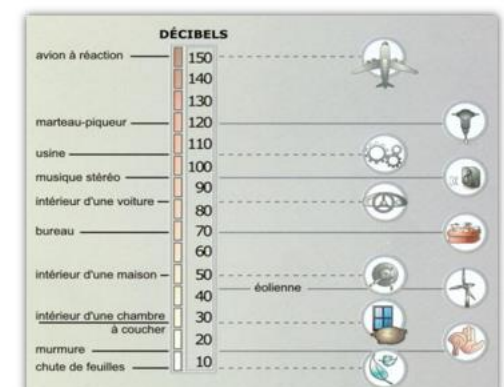 DÉCIBELS
avion à réaction 150
140
130
marteau-piqueur 120
110
usine
100
musique stéréo 90
intérieur d'une voiture 80
bureau 70
60
intérieur d'une maison 50
40 éolienne
intérieur d'une chambre 30
à coucher
20
murmure
chute de feuilles 10